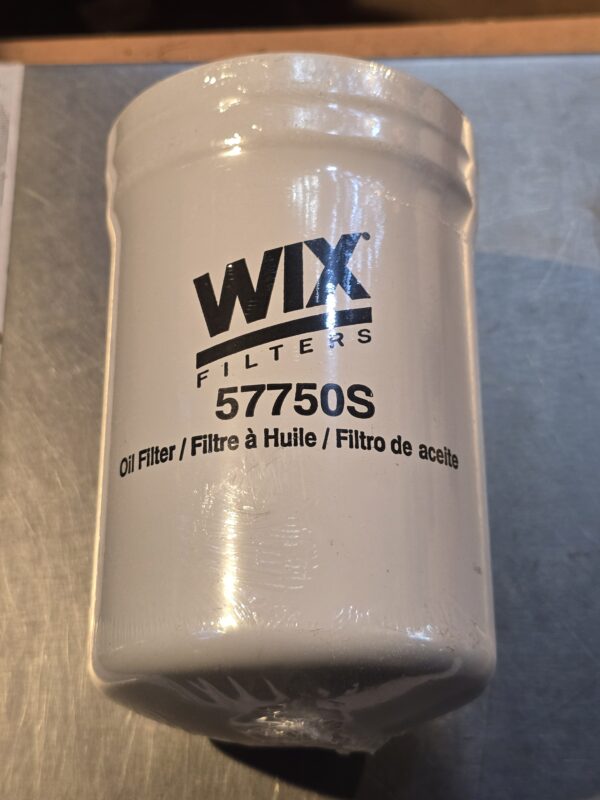 WIX
FILTERS
57750S
Oil Filter / Filtre à Huile / Filtro de aceite